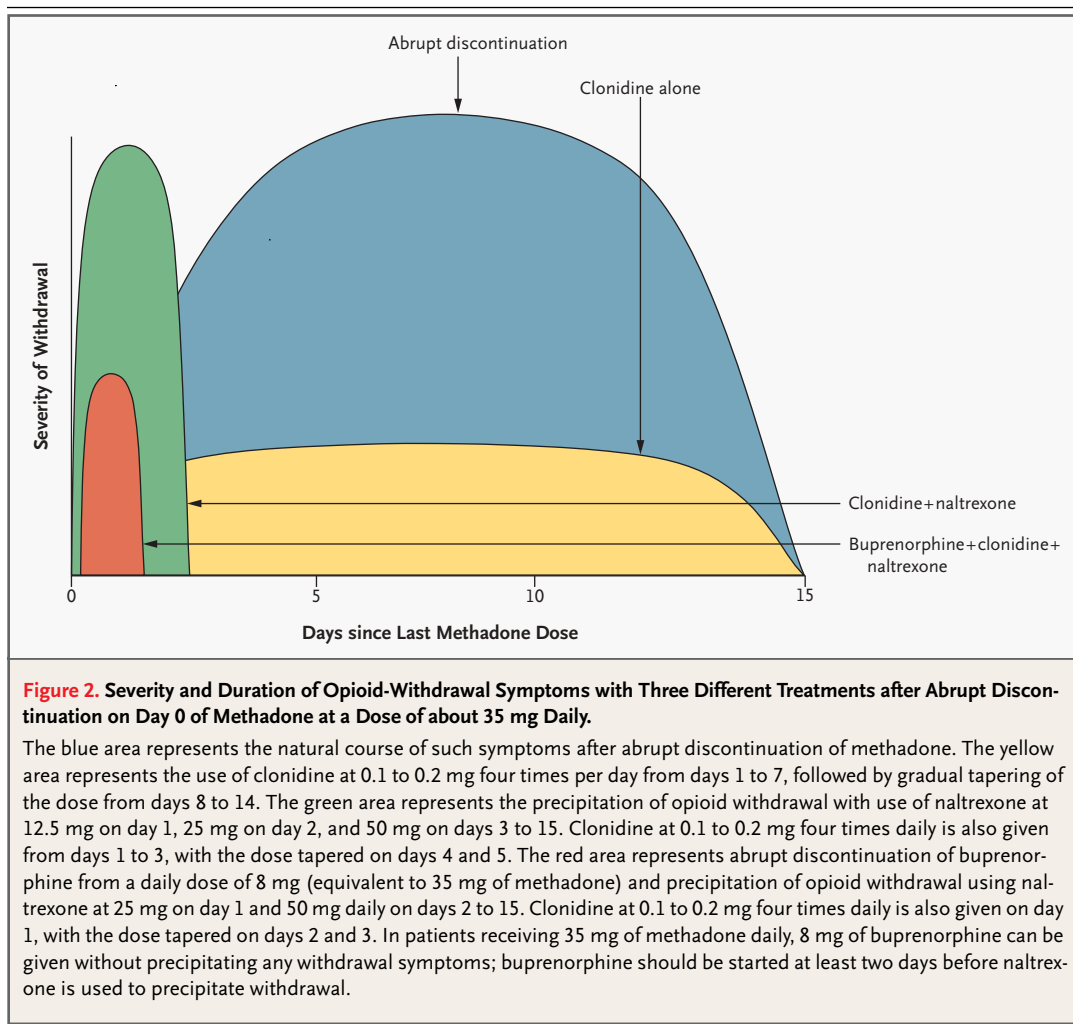 Abrupt discontinuation
Clonidine alone
Severity of Withdrawal
Clonidine+naltrexone
Buprenorphine+clonidine+
naltrexone
0
5
10
15
Days since Last Methadone Dose
Figure 2. Severity and Duration of Opioid-Withdrawal Symptoms with Three Different Treatments after Abrupt Discon-
tinuation on Day 0 of Methadone at a Dose of about 35 mg Daily.
The blue area represents the natural course of such symptoms after abrupt discontinuation of methadone. The yellow
area represents the use of clonidine at 0.1 to 0.2 mg four times per day from days 1 to 7, followed by gradual tapering of
the dose from days 8 to 14. The green area represents the precipitation of opioid withdrawal with use of naltrexone at
12.5 mg on day 1, 25 mg on day 2, and 50 mg on days 3 to 15. Clonidine at 0.1 to 0.2 mg four times daily is also given
from days 1 to 3, with the dose tapered on days 4 and 5. The red area represents abrupt discontinuation of buprenor-
phine from a daily dose of 8 mg (equivalent to 35 mg of methadone) and precipitation of opioid withdrawal using nal-
trexone at 25 mg on day 1 and 50 mg daily on days 2 to 15. Clonidine at 0.1 to 0.2 mg four times daily is also given on day
1, with the dose tapered on days 2 and 3. In patients receiving 35 mg of methadone daily, 8 mg of buprenorphine can be
given without precipitating any withdrawal symptoms; buprenorphine should be started at least two days before naltrex-
one is used to precipitate withdrawal.